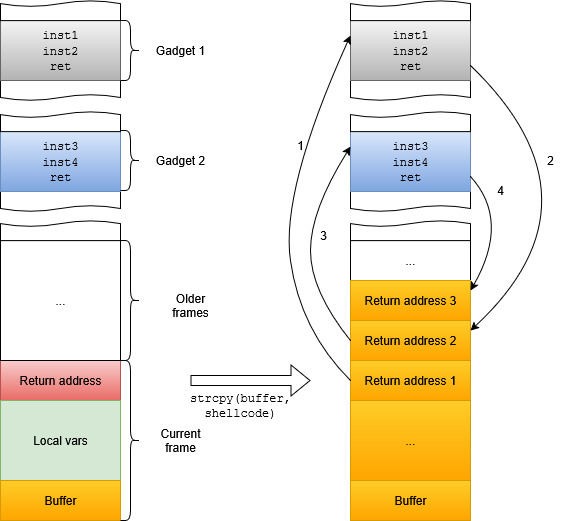 inst1
inst2
ret
Gadget 1
inst3
inst4
ret
Gadget 2
...
Older
frames
Return address
Local vars
Current
frame
Buffer
strcpy(buffer,
shellcode)
inst1
inst2
ret
1
2
inst3
inst4
ret
3
4
...
Return address 3
Return address 2
Return address 1
...
Buffer